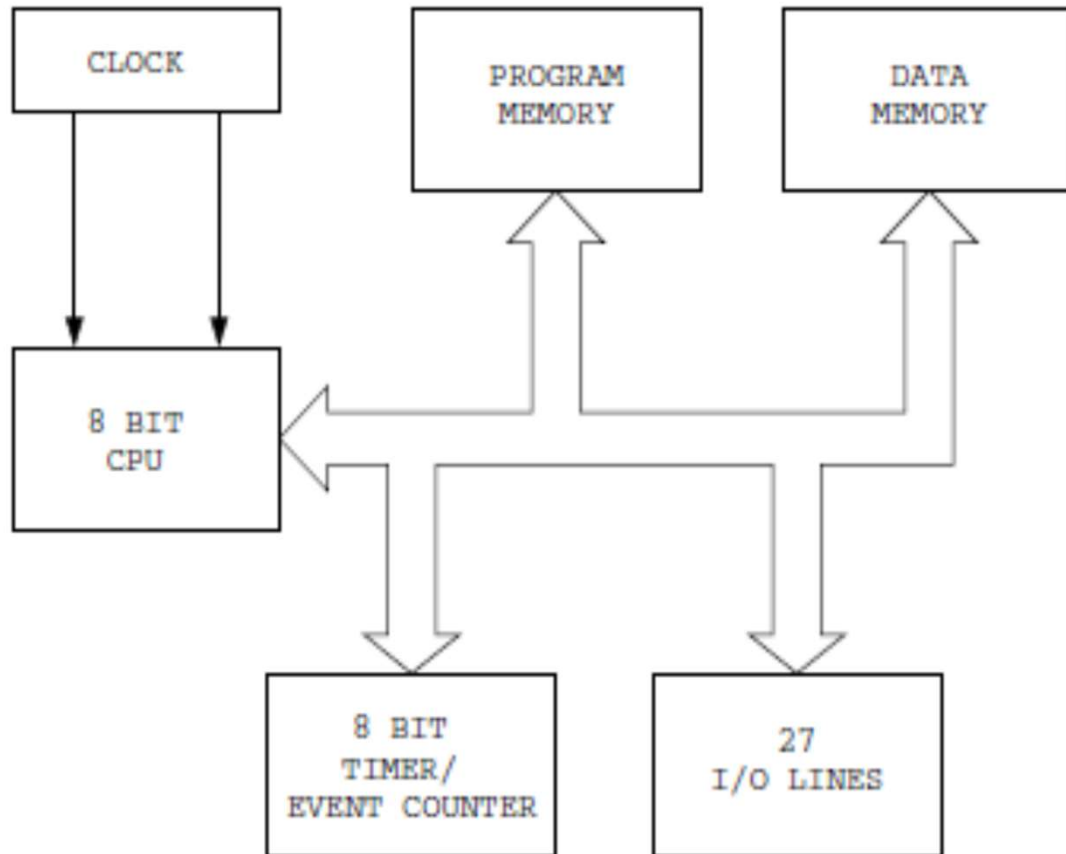 CLOCK
PROGRAM
MEMORY
DATA
MEMORY
8 BIT
CPU
8 BIT
TIMER/
EVENT COUNTER
27
I/O LINES